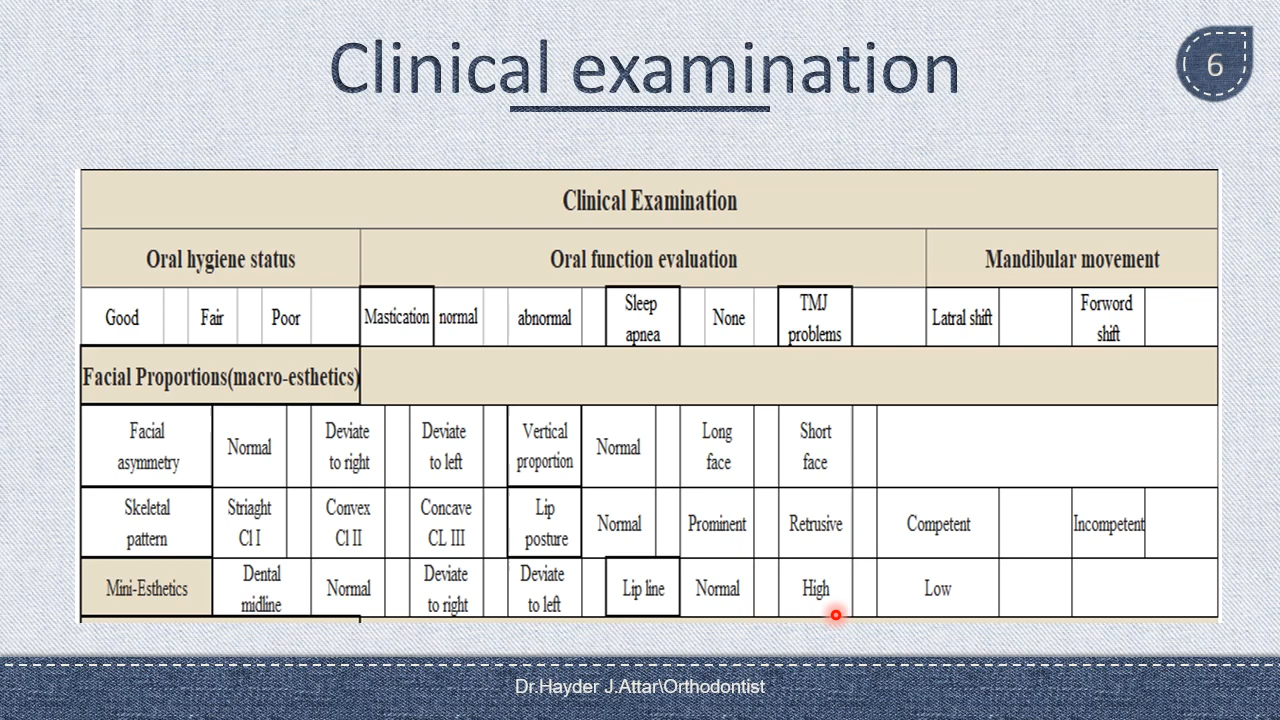 Clinical examination
6
Clinical Examination
Oral hygiene status Oral function evaluation Mandibular movement
Good Fair Poor Mastication normal abnormal Sleep apnea None TMJ problems Latral shift Forword shift
Facial Proportions(macro-esthetics)
Facial asymmetry Normal Deviate to right Deviate to left Vertical proportion Normal Long face Short face
Skeletal pattern Striaght Cl I Convex Cl II Concave CL III Lip posture Normal Prominent Retrusive Competent Incompetent
Mini-Esthetics Dental midline Normal Deviate to right Deviate to left Lip line Normal High Low
Dr.Hayder J.Attar\Orthodontist